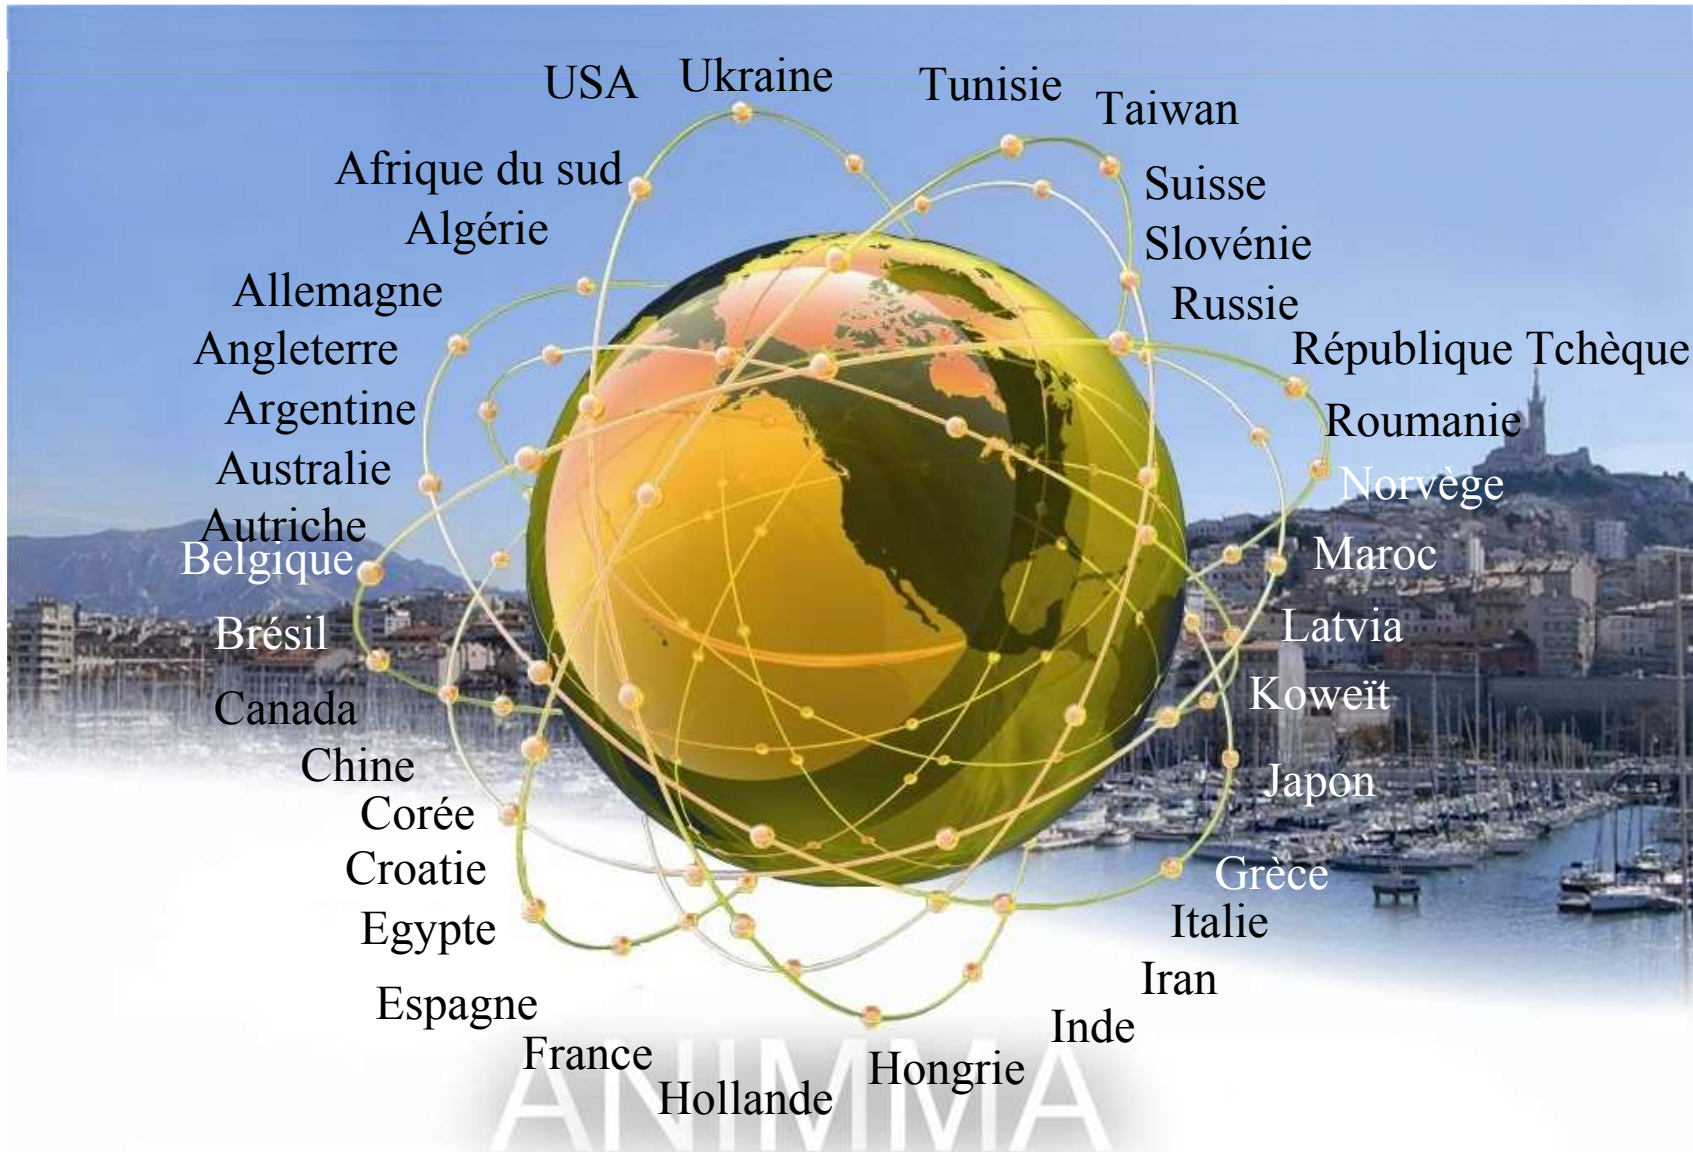 USA
Ukraine
Tunisie
Taiwan
Afrique du sud
Suisse
Algérie
Slovénie
Allemagne
Russie
Angleterre
République Tchèque
Argentine
Roumanie
Australie
Norvège
Autriche
Belgique
Maroc
Brésil
Latvia
Canada
Koweït
Chine
Japon
Corée
Croatie
Grèce
Egypte
Italie
Espagne
Iran
France
Inde
Hollande
Hongrie
ANIMMA